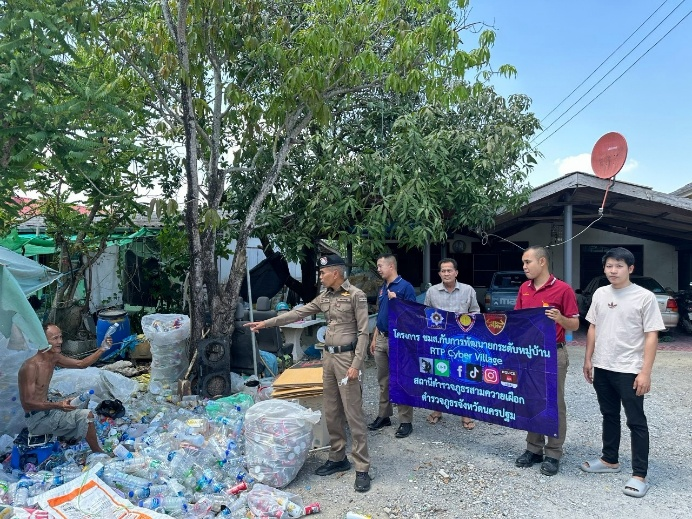 โครงการ ชมส.กับการพัฒนายกระดับหมู่บ้าน
RTP Cyber Village
สถานีตำรวจภูธรสามควายเผือก
ตำรวจภูธรจังหวัดนครปฐม